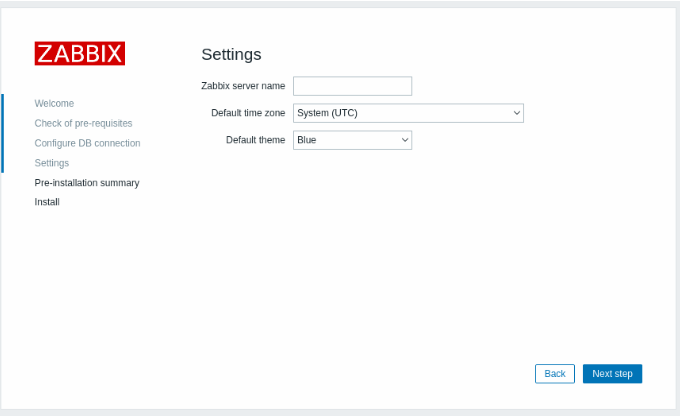 ZABBIX
Welcome
Check of pre-requisites
Configure DB connection
Settings
Pre-installation summary
Install
Settings
Zabbix server name
Default time zone System (UTC)
Default theme Blue
Back Next step